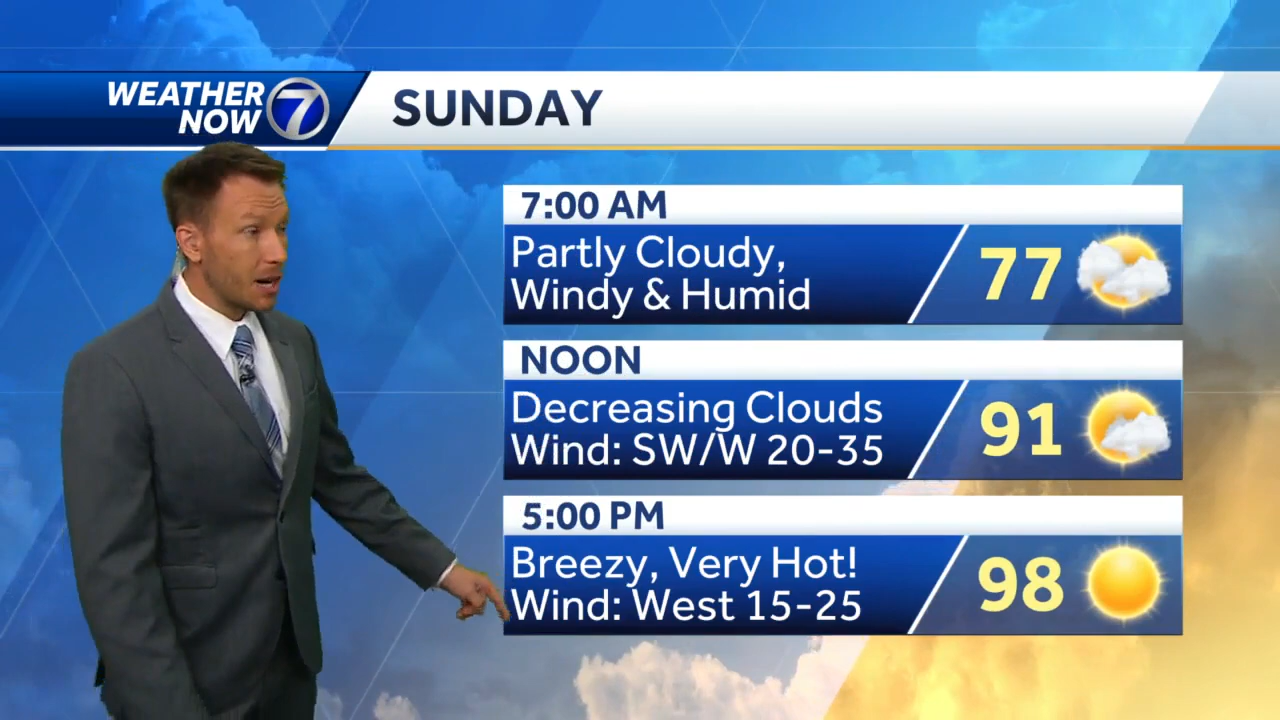 WEATHER
NOW 7
SUNDAY
7:00 AM
Partly Cloudy,
Windy & Humid
77
NOON
Decreasing Clouds
Wind: SW/W 20-35
91
5:00 PM
Breezy, Very Hot!
Wind: West 15-25
98